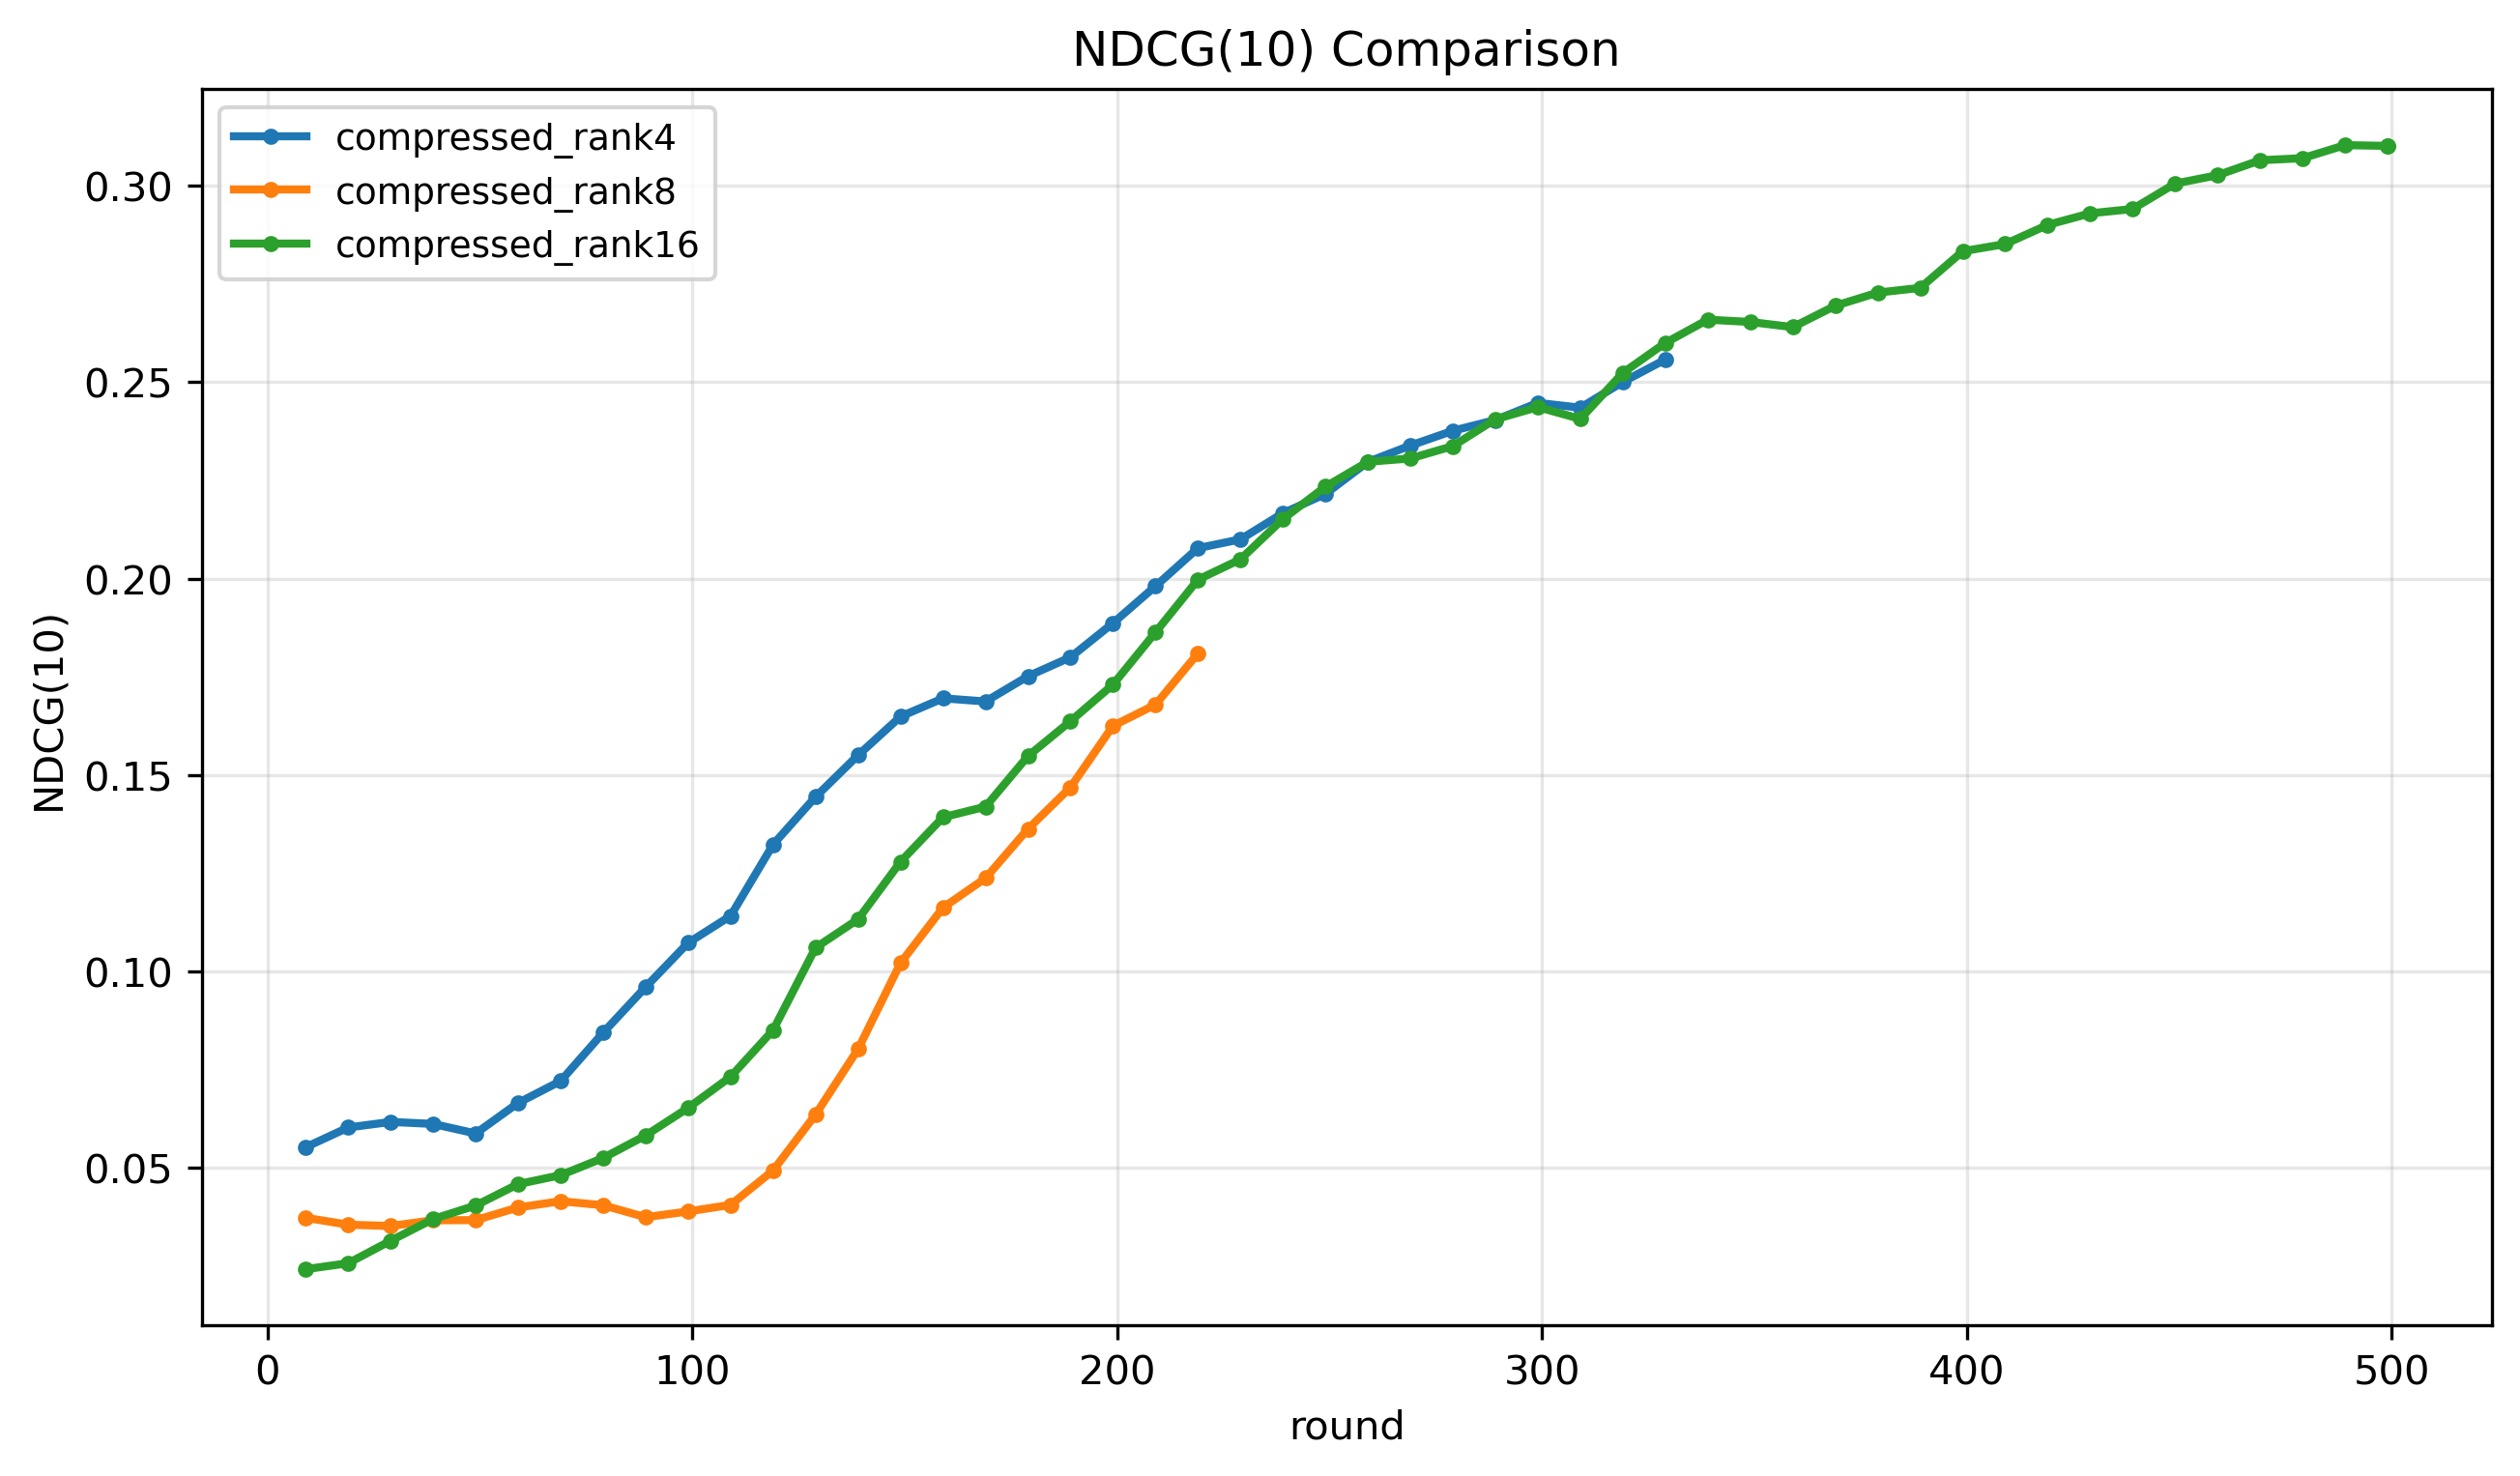 NDCG(10) Comparison
compressed_rank4
compressed_rank8
compressed_rank16
NDCG(10)
0.30
0.25
0.20
0.15
0.10
0.05
0
100
200
300
400
500
round